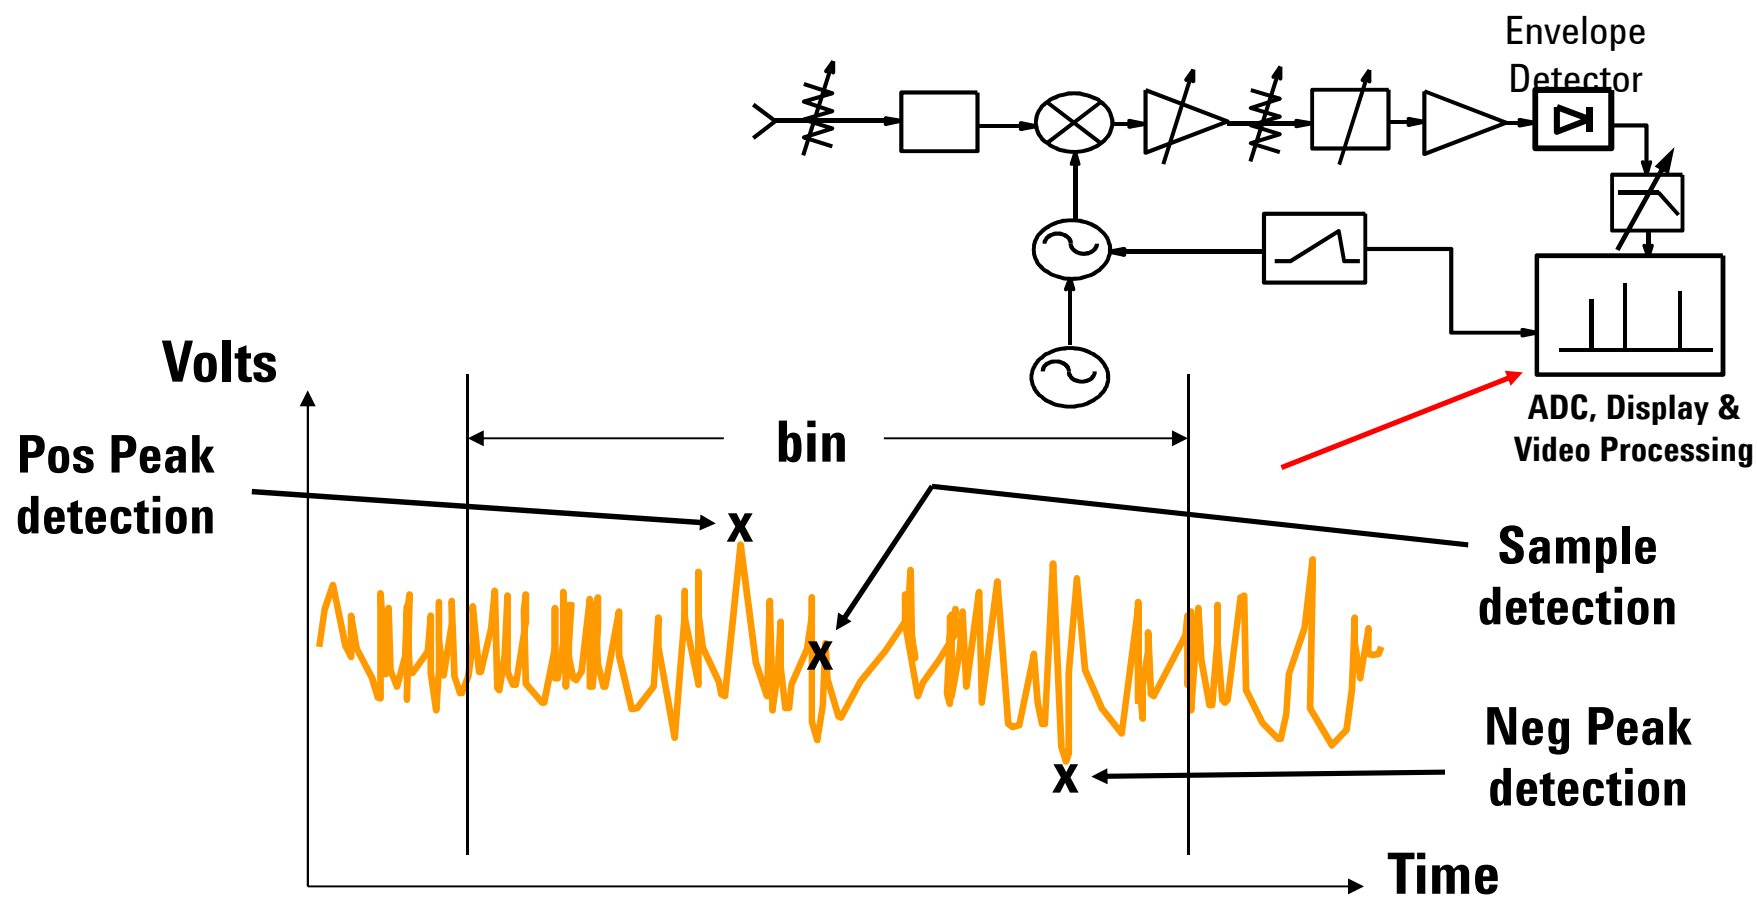 Envelope
Detector
Volts
ADC, Display &
Video Processing
bin
Pos Peak
detection
x
Sample
detection
x
Neg Peak
detection
x
Time